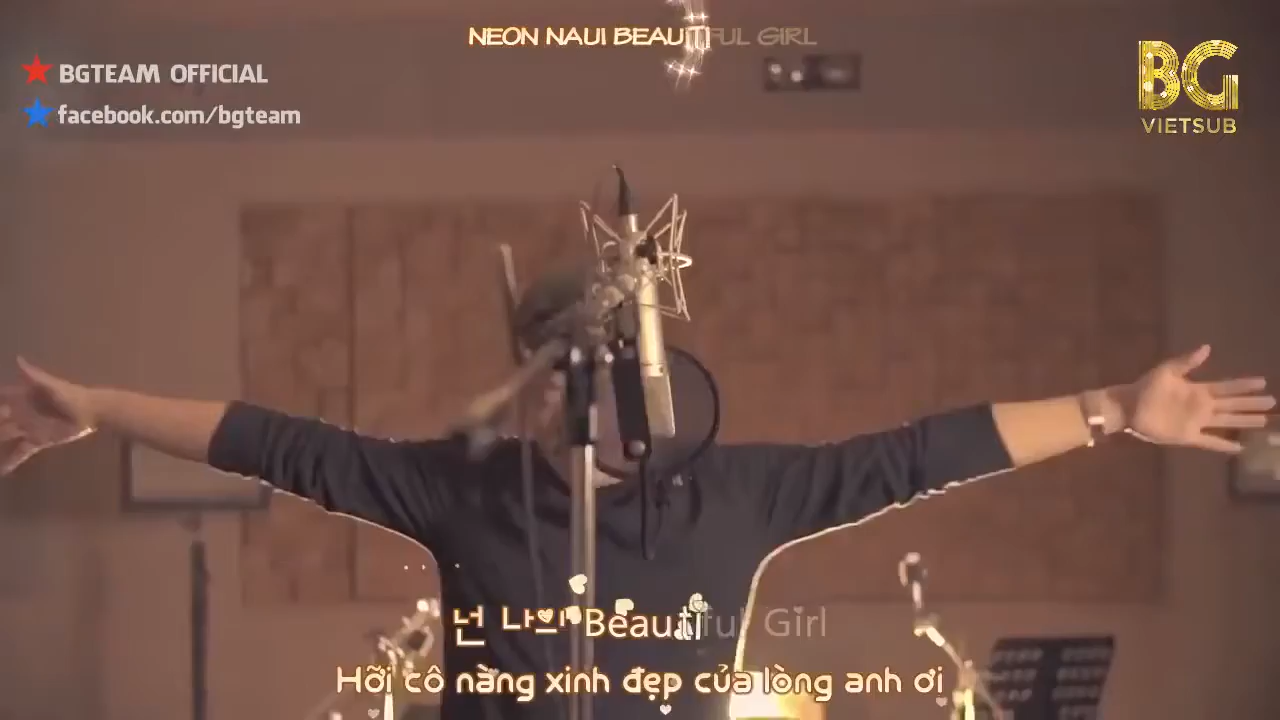 NEON NAUI BEAUTIFUL GIRL
BGTEAM OFFICIAL
facebook.com/bgteam
BG
VIETSUB
넌 나의 Beautiful Girl
Hỡi cô nàng xinh đẹp của lòng anh ơi